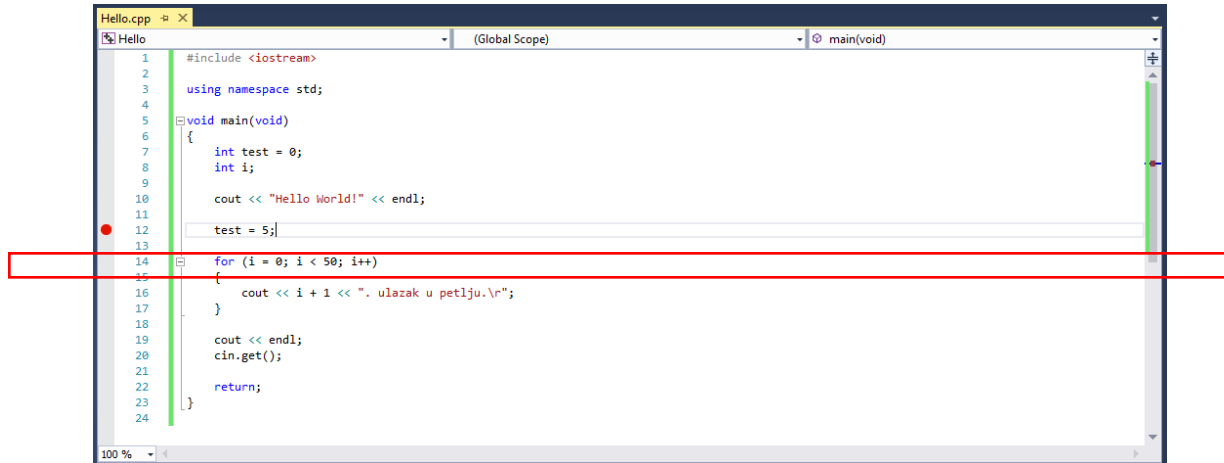 Hello.cpp
Hello (Global Scope) main(void)
1 #include <iostream>
2
3 using namespace std;
4
5 void main(void)
6 {
7 int test = 0;
8 int i;
9
10 cout << "Hello World!" << endl;
11
12 test = 5;
13
14 for (i = 0; i < 50; i++)
15 {
16 cout << i + 1 << ". ulazak u petlju.\r";
17 }
18
19 cout << endl;
20 cin.get();
21
22 return;
23 }
24
100 %